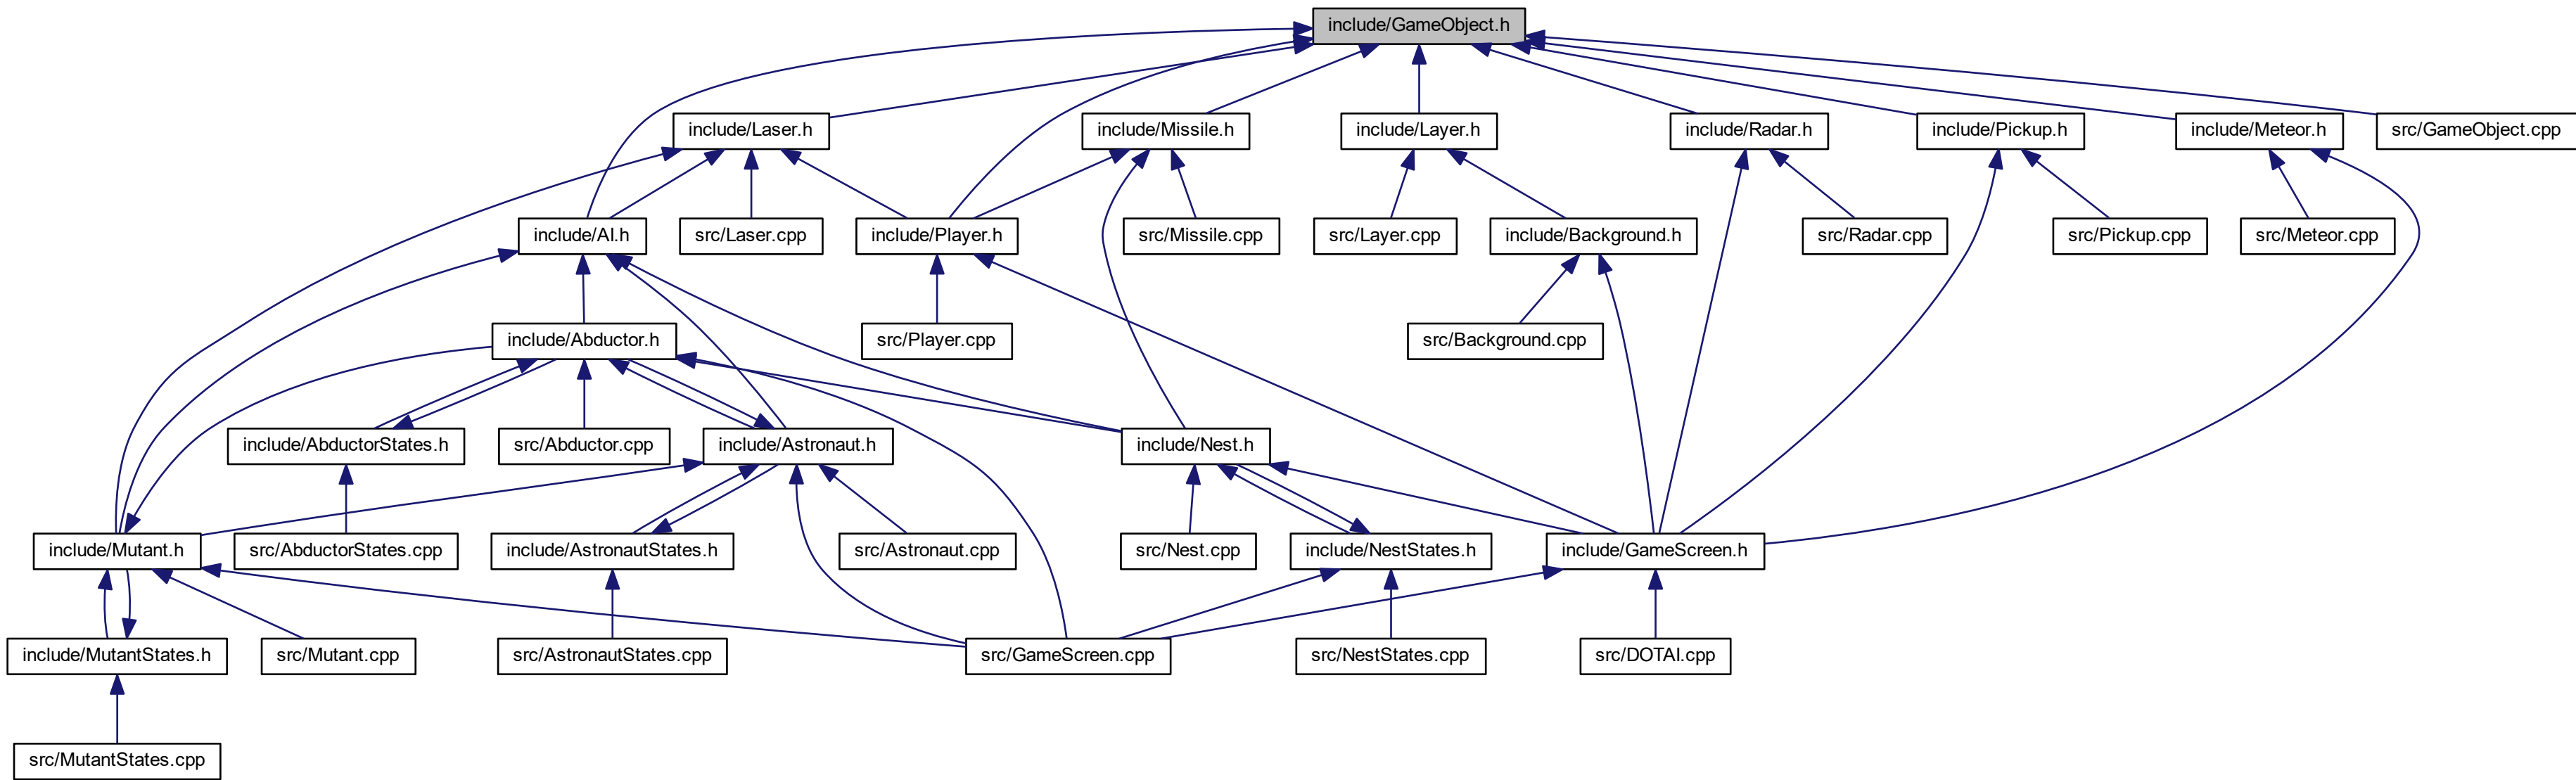 include/GameObject.h
include/Laser.h
include/Missile.h
include/Layer.h
include/Radar.h
include/Pickup.h
include/Meteor.h
src/GameObject.cpp
include/AI.h
src/Laser.cpp
include/Player.h
src/Missile.cpp
src/Layer.cpp
include/Background.h
src/Radar.cpp
src/Pickup.cpp
src/Meteor.cpp
include/Abductor.h
src/Player.cpp
src/Background.cpp
include/AbductorStates.h
src/Abductor.cpp
include/Astronaut.h
include/Nest.h
include/Mutant.h
src/AbductorStates.cpp
include/AstronautStates.h
src/Astronaut.cpp
src/Nest.cpp
include/NestStates.h
include/GameScreen.h
include/MutantStates.h
src/Mutant.cpp
src/AstronautStates.cpp
src/GameScreen.cpp
src/NestStates.cpp
src/DOTAI.cpp
src/MutantStates.cpp